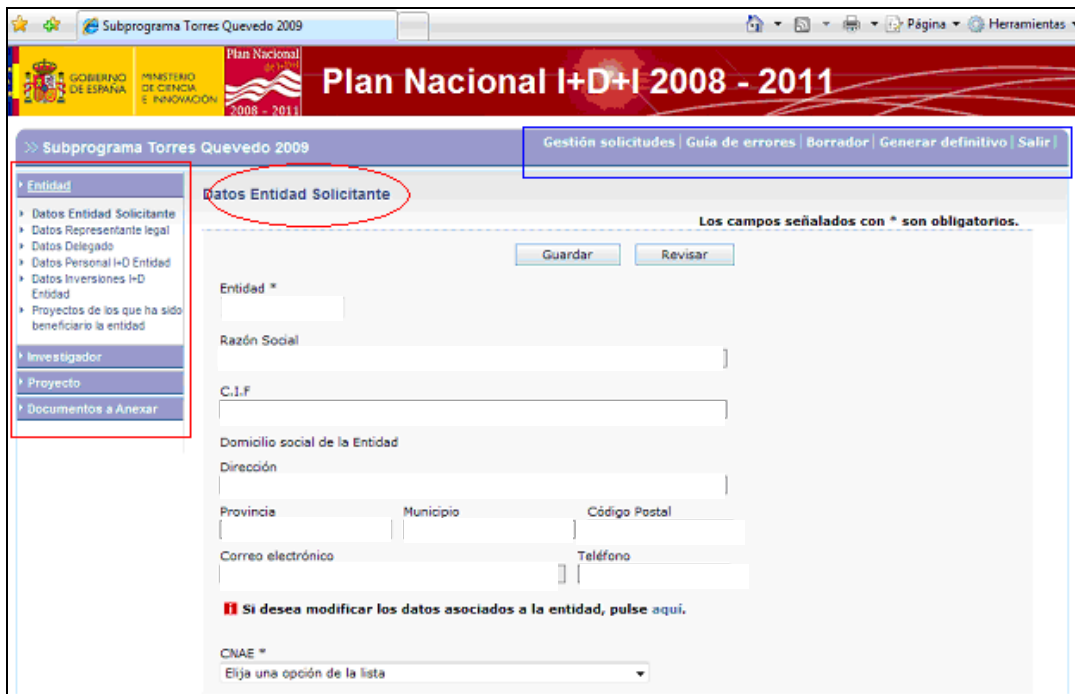 Subprograma Torres Quevedo 2009
Página
Herramientas
GOBIERNO
DE ESPAÑA
MINISTERIO
DE CIENCIA
E INNOVACIÓN
Plan Nacional
de I+D+i
2008 - 2011
Plan Nacional I+D+I 2008 - 2011
>> Subprograma Torres Quevedo 2009
Gestión solicitudes | Guía de errores | Borrador | Generar definitivo | Salir |
Entidad
Datos Entidad Solicitante
Datos Representante legal
Datos Delegado
Datos Personal I+D Entidad
Datos Inversiones I+D
Entidad
Proyectos de los que ha sido
beneficiario la entidad
Investigador
Proyecto
Documentos a Anexar
Datos Entidad Solicitante
Los campos señalados con * son obligatorios.
Guardar Revisar
Entidad *
Razón Social
C.I.F
Domicilio social de la Entidad
Dirección
Provincia Municipio Código Postal
Correo electrónico Teléfono
Si desea modificar los datos asociados a la entidad, pulse aquí.
CNAE *
Elija una opción de la lista